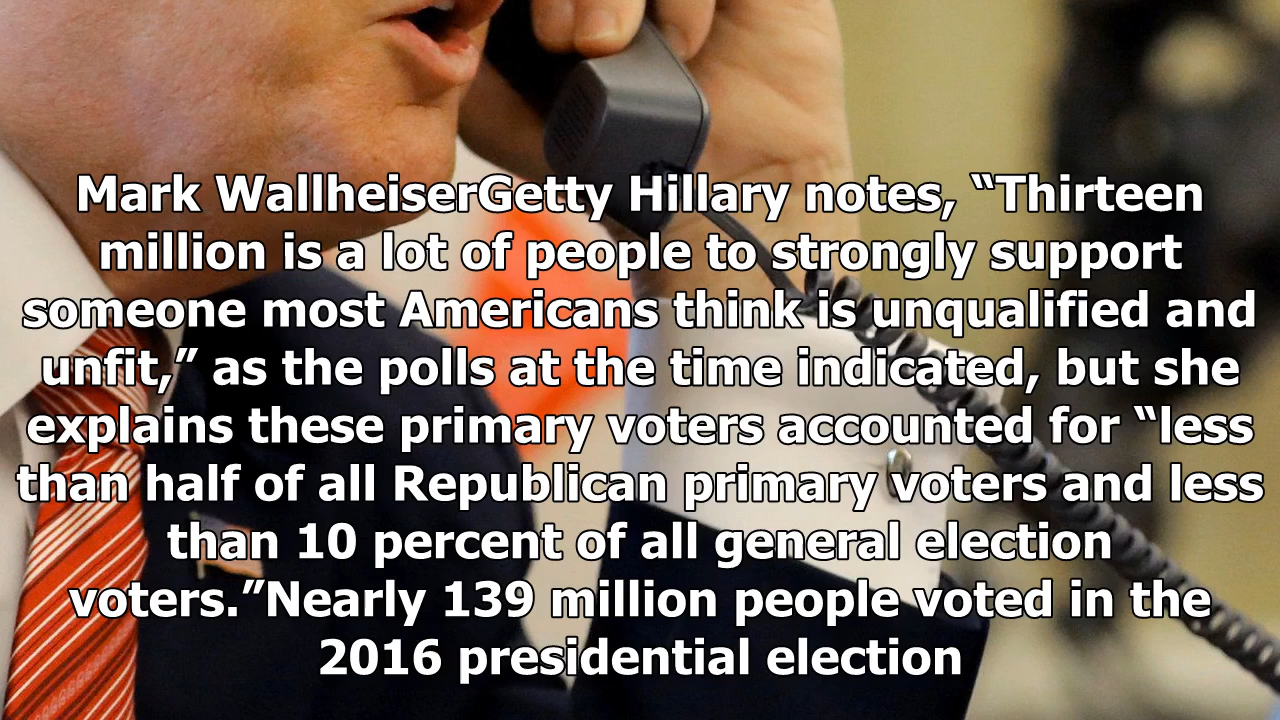 Mark WallheiserGetty Hillary notes, “Thirteen
million is a lot of people to strongly support
someone most Americans think is unqualified and
unfit,” as the polls at the time indicated, but she
explains these primary voters accounted for “less
than half of all Republican primary voters and less
than 10 percent of all general election
voters.”Nearly 139 million people voted in the
2016 presidential election